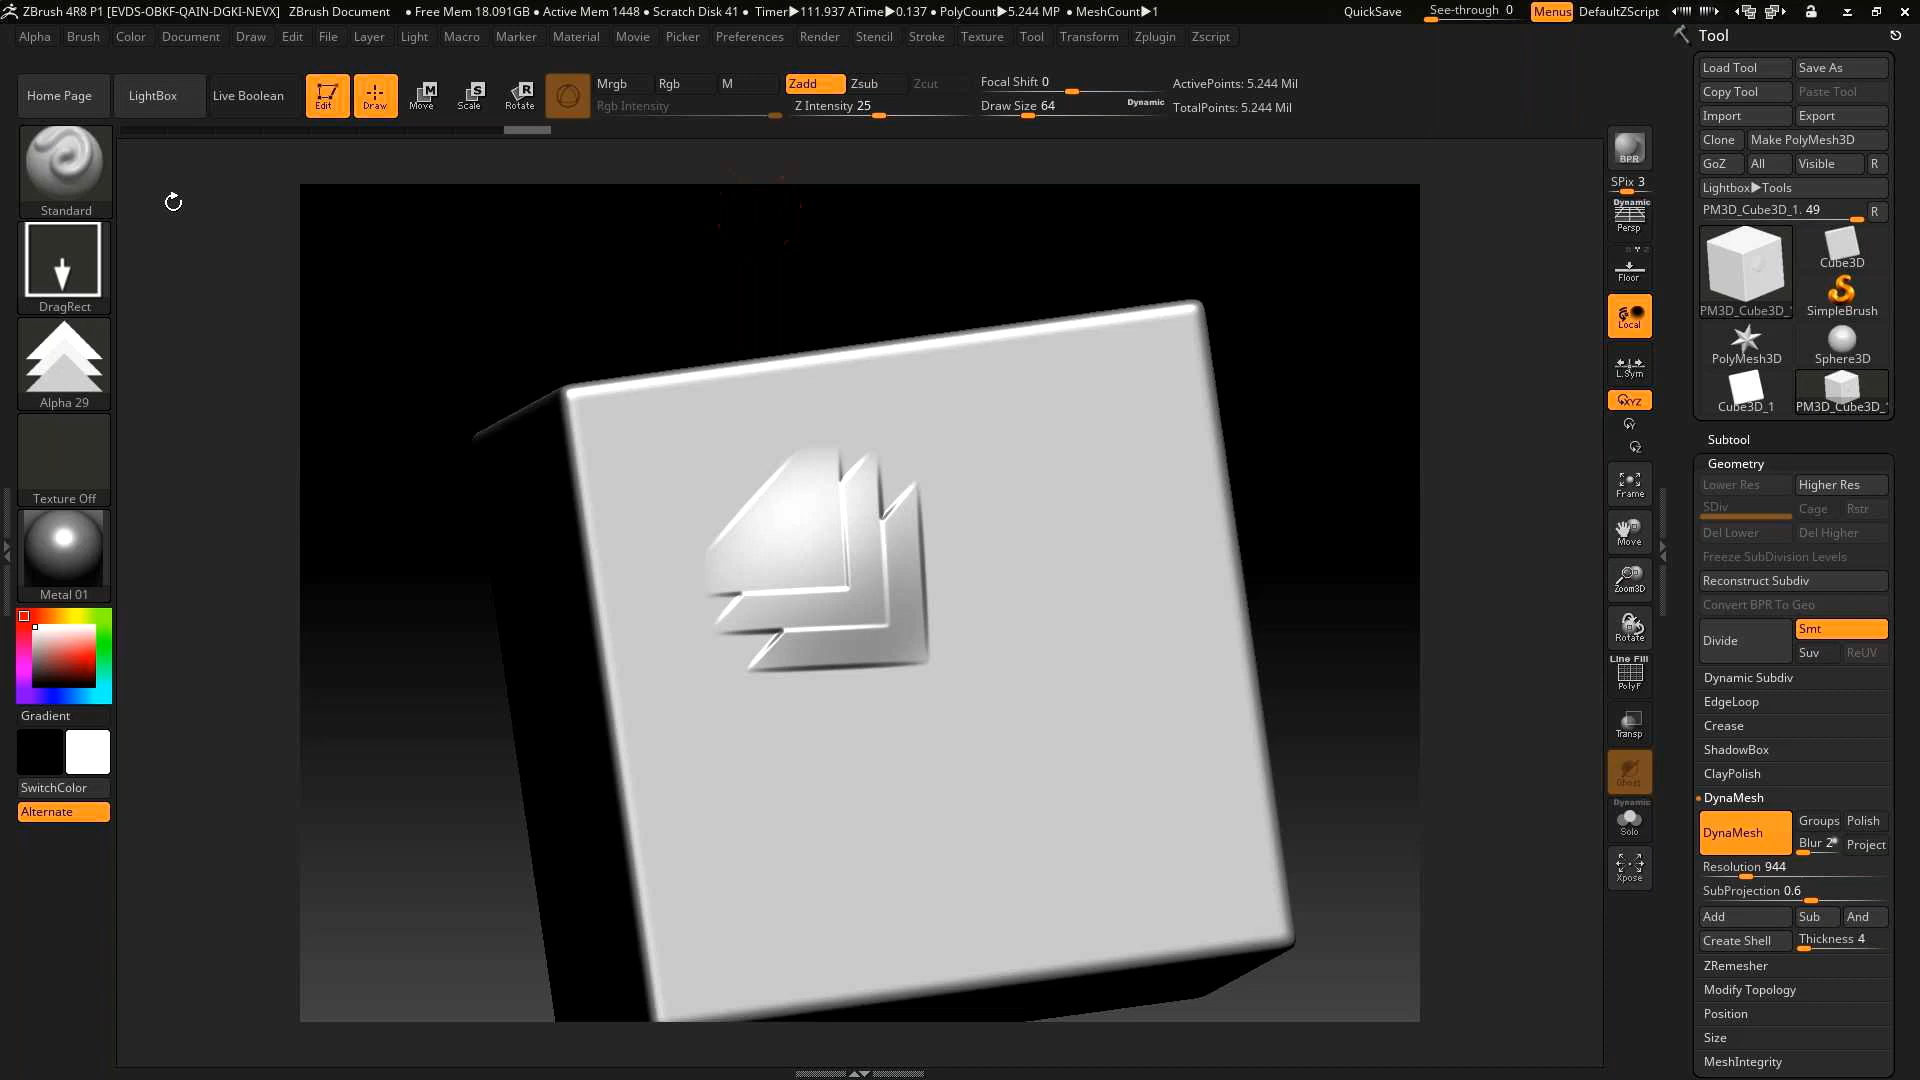 ZBrush 4R8 P1 [EVDS-OBKF-QAIN-DGKI-NEVX] ZBrush Document ● Free Mem 18.091GB ● Active Mem 1448 ● Scratch Disk 41 ● Timer▶111.937 ATime▶0.137 ● PolyCount▶5.244 MP ● MeshCount▶1 QuickSave See-through 0 Menus DefaultZScript
Alpha Brush Color Document Draw Edit File Layer Light Macro Marker Material Movie Picker Preferences Render Stencil Stroke Texture Tool Transform Zplugin Zscript
Home Page LightBox Live Boolean Edit Draw Move Scale Rotate
Mrgb Rgb M Zadd Zsub Zcut Focal Shift 0 ActivePoints: 5.244 Mil
Rgb Intensity Z Intensity 25 Draw Size 64 Dynamic TotalPoints: 5.244 Mil
Standard
DragRect
Alpha 29
Texture Off
Metal 01
Gradient
SwitchColor
Alternate
BPR
SPix 3
Dynamic
Persp
Floor
Local
L.Sym
XYZ
Frame
Move
Zoom3D
Rotate
Line Fill
PolyF
Transp
Ghost
Dynamic
Solo
Xpose
Tool
Load Tool Save As
Copy Tool Paste Tool
Import Export
Clone Make PolyMesh3D
GoZ All Visible R
Lightbox▶Tools
PM3D_Cube3D_1. 49 R
Cube3D
PM3D_Cube3D_ SimpleBrush
PolyMesh3D Sphere3D
Cube3D_1 PM3D_Cube3D_
Subtool
Geometry
Lower Res Higher Res
SDiv Cage Rstr
Del Lower Del Higher
Freeze SubDivision Levels
Reconstruct Subdiv
Convert BPR To Geo
Divide Smt
Suv ReUV
Dynamic Subdiv
EdgeLoop
Crease
ShadowBox
ClayPolish
DynaMesh
DynaMesh Groups Polish
Blur 2 Project
Resolution 944
SubProjection 0.6
Add Sub And
Create Shell Thickness 4
ZRemesher
Modify Topology
Position
Size
MeshIntegrity